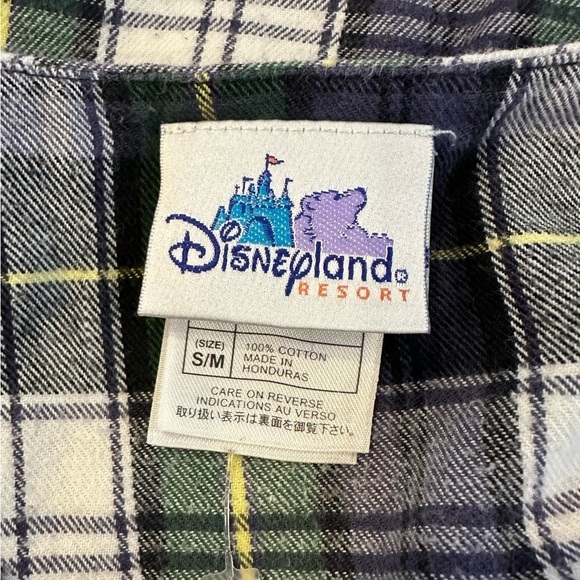 Disneyland®
RESORT
(SIZE)
S/M
100% COTTON
MADE IN
HONDURAS
CARE ON REVERSE
INDICATIONS AU VERSO
取り扱い表示は裏面を御覧下さい。